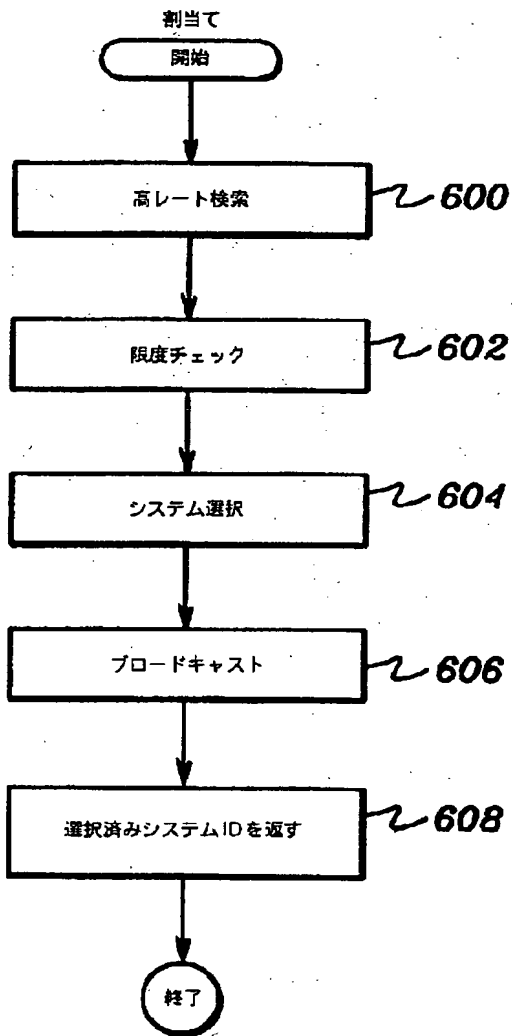 割当て
開始
高レート検索
600
限度チェック
602
システム選択
604
ブロードキャスト
606
選択済みシステムIDを返す
608
終了